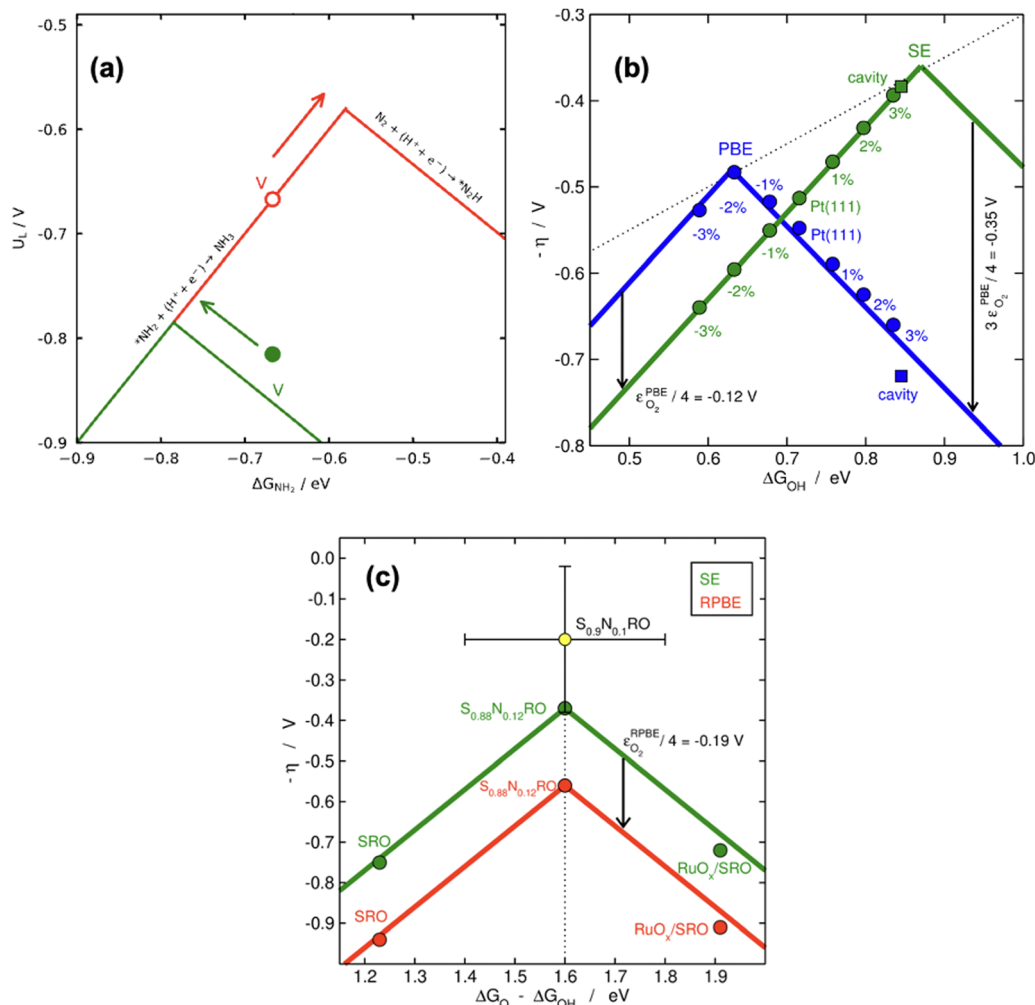 (a)
U_L / V
-0.5
-0.6
-0.7
-0.8
-0.9
V
V
*NH₂ + (H⁺ + e⁻) → NH₃
N₂ + (H⁺ + e⁻) → *N₂H
−0.9 −0.8 −0.7 −0.6 −0.5 −0.4
ΔG_NH₂ / eV
(b)
- η / V
-0.3
-0.4
-0.5
-0.6
-0.7
-0.8
SE
cavity
3%
2%
1%
Pt(111)
-1%
-2%
-3%
PBE
-1%
-2%
-3%
Pt(111)
1%
2%
3%
cavity
ε_O₂^PBE / 4 = -0.12 V
3 ε_O₂^PBE / 4 = -0.35 V
0.5 0.6 0.7 0.8 0.9 1.0
ΔG_OH / eV
(c)
- η / V
0.0
-0.1
-0.2
-0.3
-0.4
-0.5
-0.6
-0.7
-0.8
-0.9
SE
RPBE
S₀.₉N₀.₁RO
S₀.₈₈N₀.₁₂RO
ε_O₂^RPBE / 4 = -0.19 V
S₀.₈₈N₀.₁₂RO
SRO
RuOₓ/SRO
SRO
RuOₓ/SRO
1.2 1.3 1.4 1.5 1.6 1.7 1.8 1.9
ΔG_O - ΔG_OH / eV